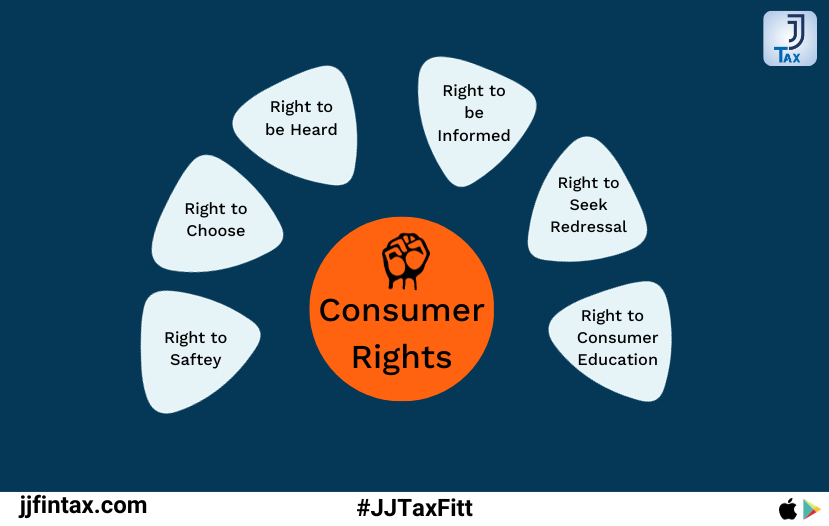 J
TAX
Right to
be Heard
Right to
be
Informed
Right to
Choose
Right to
Seek
Redressal
Right to
Saftey
Right to
Consumer
Education
Consumer
Rights
jjfintax.com
#JJTaxFitt